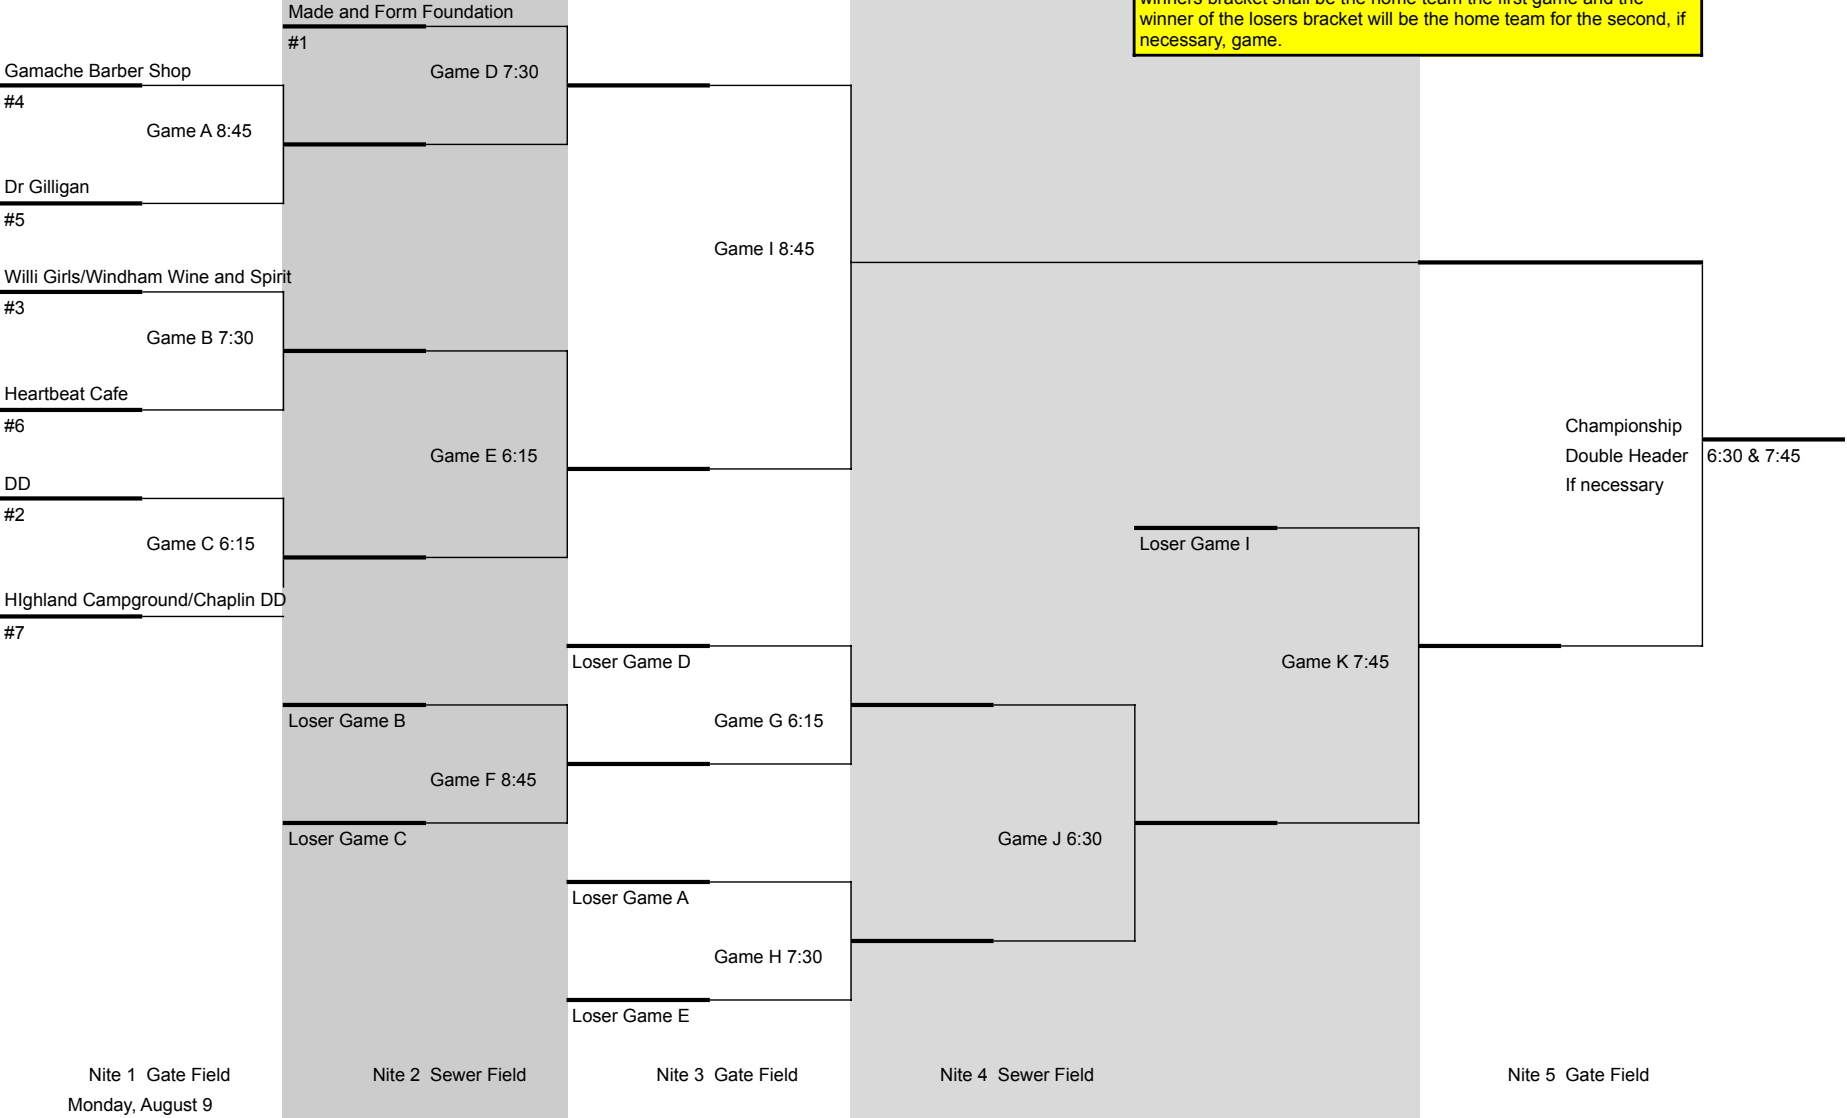 winners bracket shall be the home team the first game and the
winner of the losers bracket will be the home team for the second, if
necessary, game.
Made and Form Foundation
#1
Game D 7:30
Gamache Barber Shop
#4
Game A 8:45
Dr Gilligan
#5
Game I 8:45
Willi Girls/Windham Wine and Spirit
#3
Game B 7:30
Heartbeat Cafe
#6
Game E 6:15
Championship
Double Header 6:30 & 7:45
If necessary
DD
#2
Game C 6:15
HIghland Campground/Chaplin DD
#7
Loser Game I
Loser Game D
Game K 7:45
Loser Game B
Game G 6:15
Game F 8:45
Loser Game C
Game J 6:30
Loser Game A
Game H 7:30
Loser Game E
Nite 1 Gate Field
Nite 2 Sewer Field
Nite 3 Gate Field
Nite 4 Sewer Field
Nite 5 Gate Field
Monday, August 9